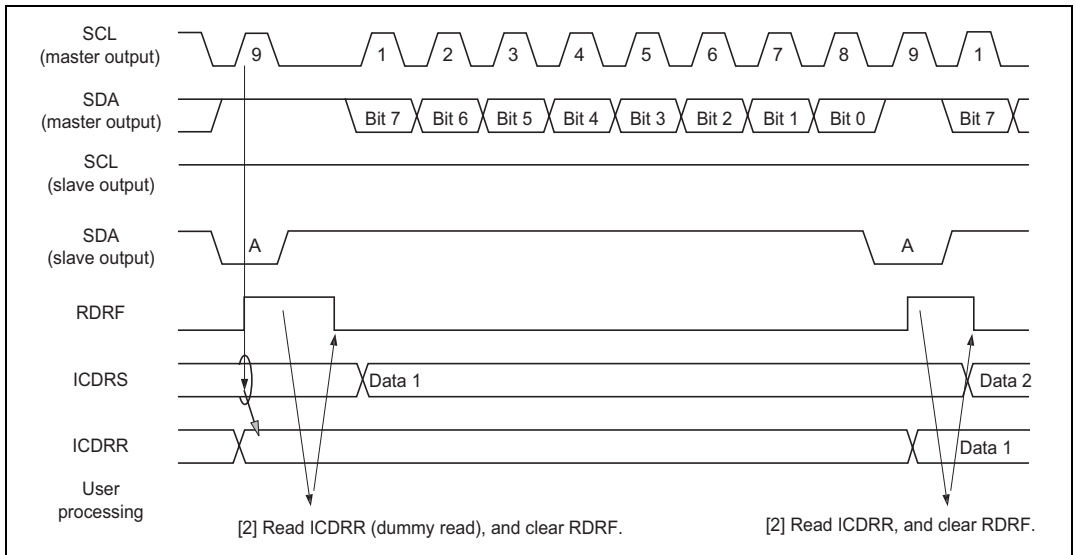 SCL
(master output)
9 1 2 3 4 5 6 7 8 9 1
SDA
(master output)
Bit 7 Bit 6 Bit 5 Bit 4 Bit 3 Bit 2 Bit 1 Bit 0 Bit 7
SCL
(slave output)
SDA
(slave output)
A A
RDRF
ICDRS
Data 1 Data 2
ICDRR
Data 1
User
processing
[2] Read ICDRR (dummy read), and clear RDRF. [2] Read ICDRR, and clear RDRF.